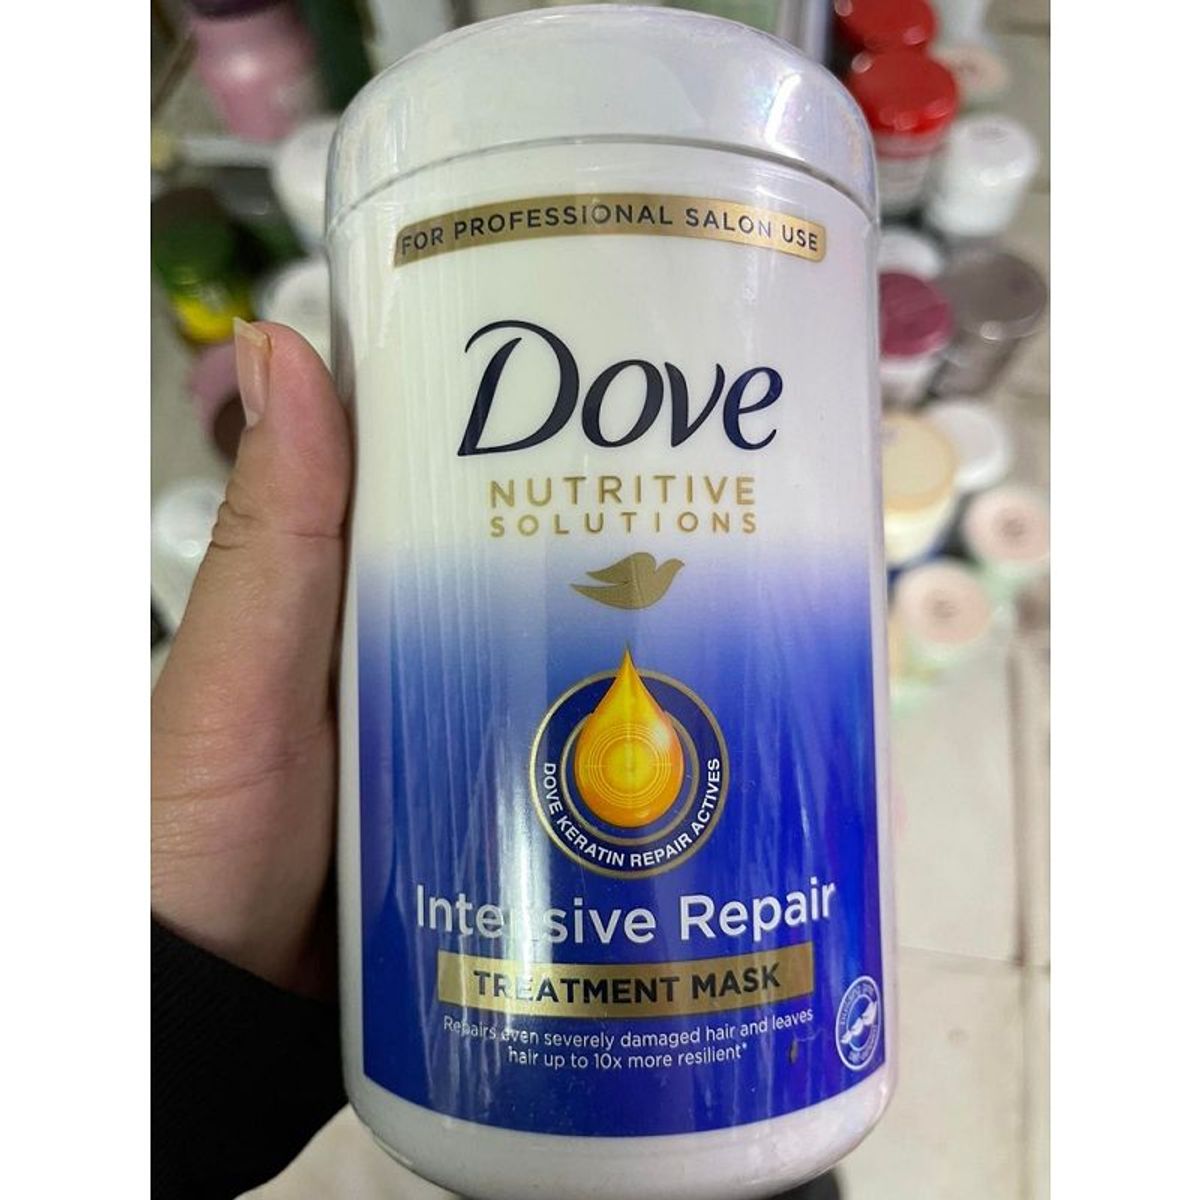 FOR PROFESSIONAL SALON USE
Dove
NUTRITIVE
SOLUTIONS
DOVE KERATIN REPAIR ACTIVES
Intensive Repair
TREATMENT MASK
Repairs even severely damaged hair and leaves
hair up to 10x more resilient*